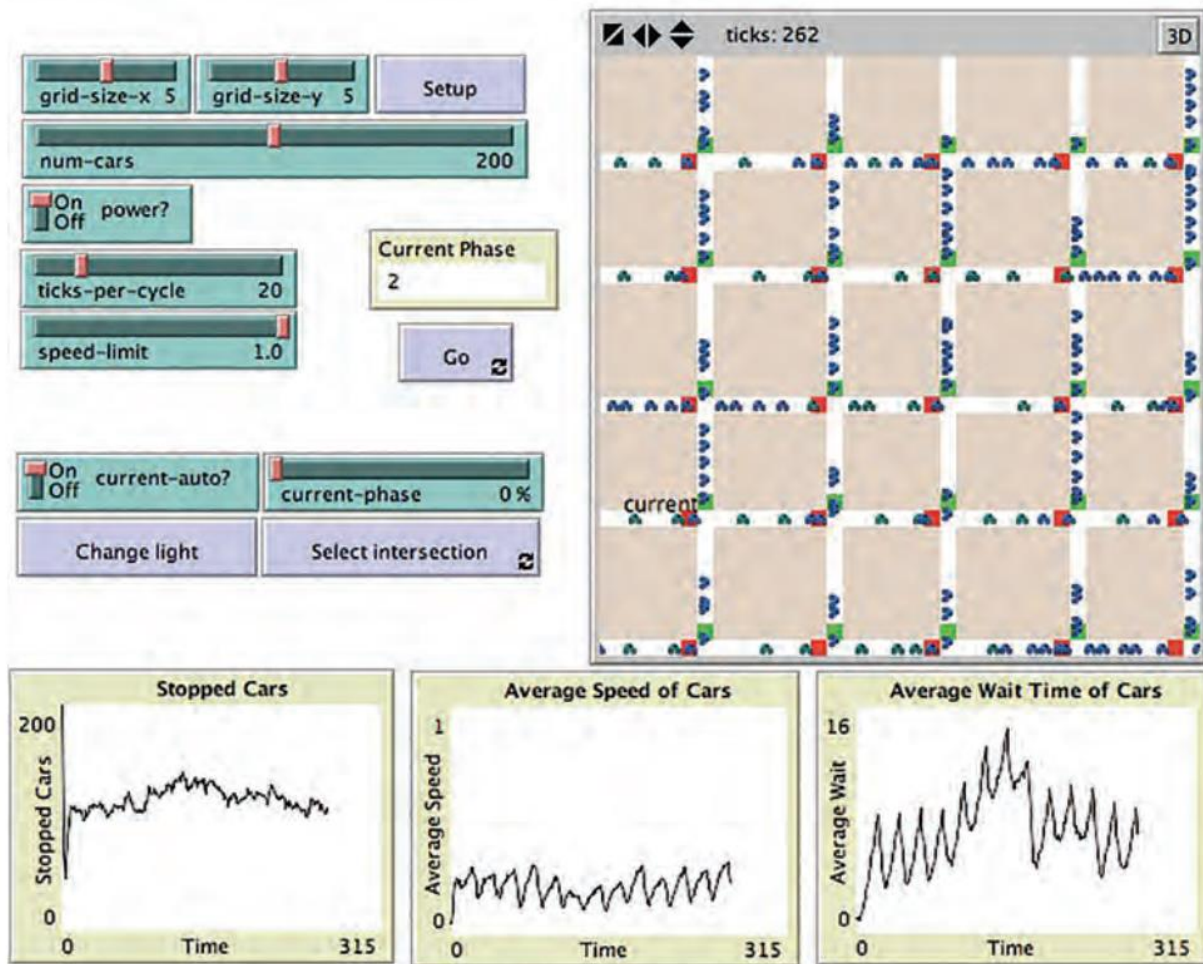 ticks: 262
3D
grid-size-x 5
grid-size-y 5
Setup
num-cars 200
On
Off
power?
Current Phase
2
ticks-per-cycle 20
speed-limit 1.0
Go
On
Off
current-auto?
current-phase 0 %
current
Change light
Select intersection
Stopped Cars
200
Stopped Cars
0
0 Time 315
Average Speed of Cars
1
Average Speed
0
0 Time 315
Average Wait Time of Cars
16
Average Wait
0
0 Time 315